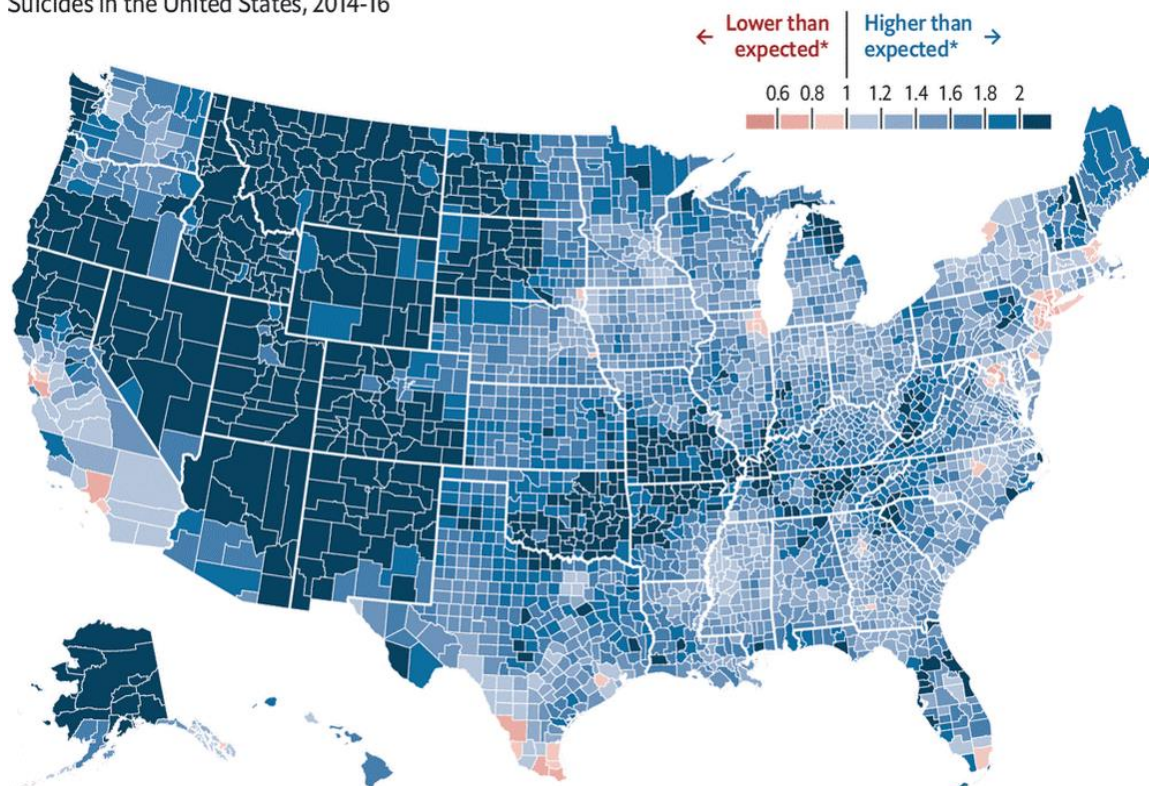 Suicides in the United States, 2014-16
← Lower than
expected*
Higher than →
expected*
0.6 0.8 1 1.2 1.4 1.6 1.8 2